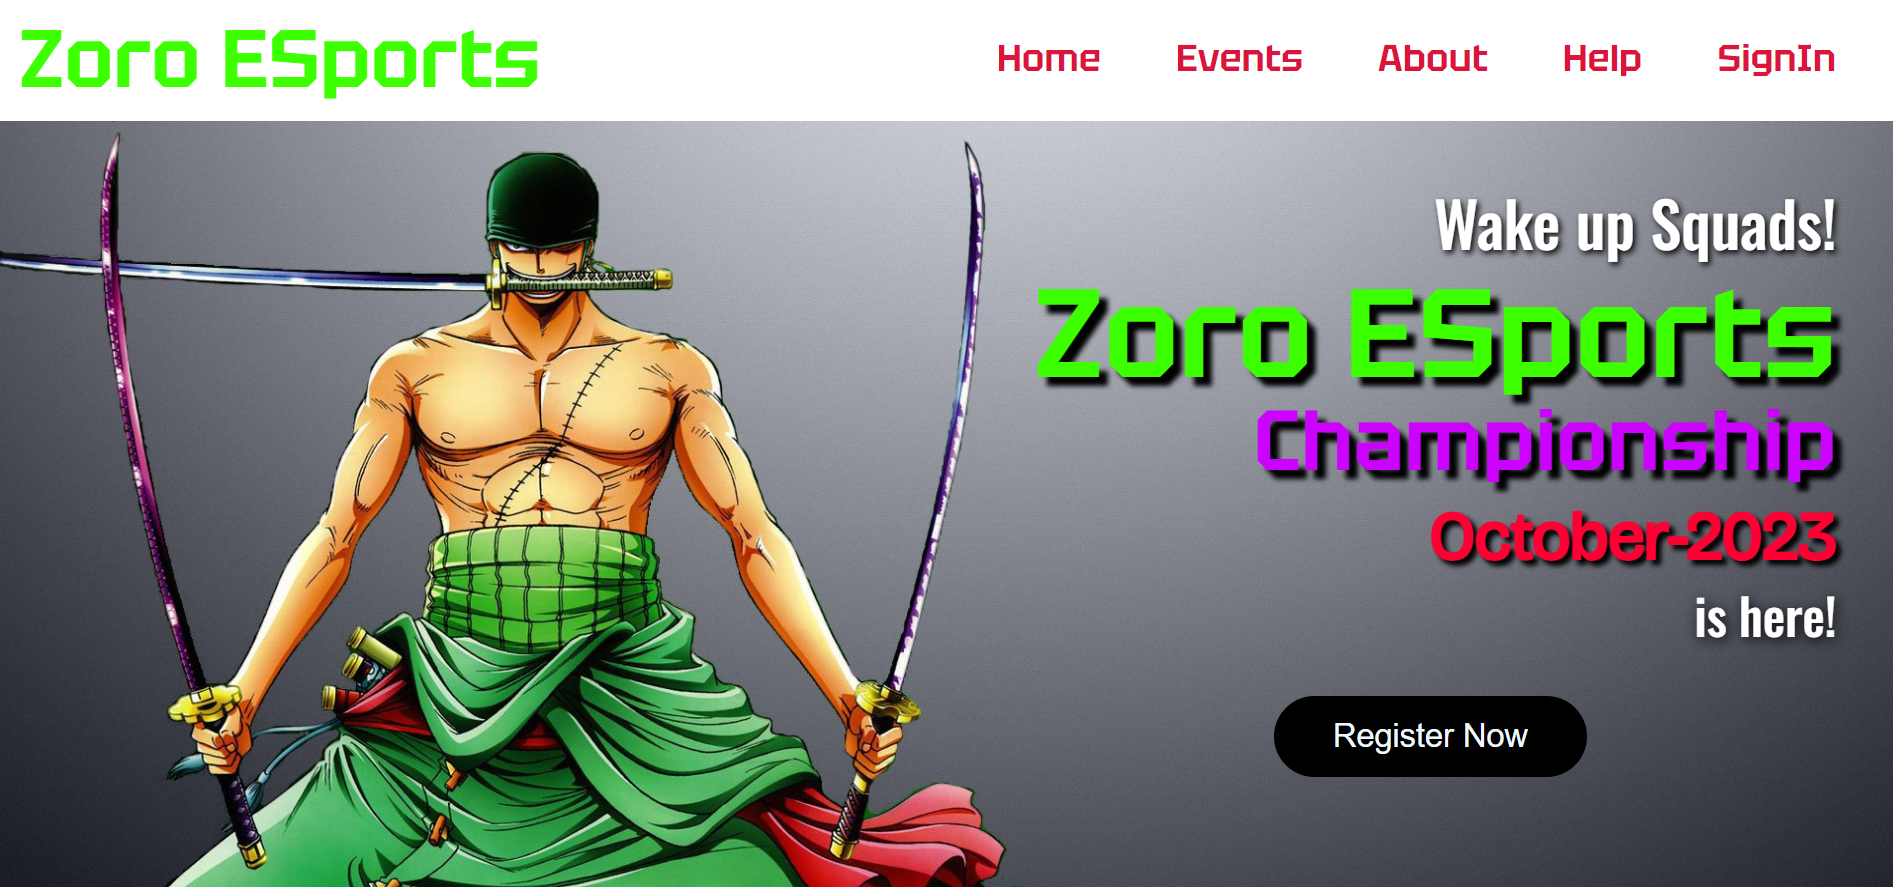 Zoro ESports
Home Events About Help SignIn
Wake up Squads!
Zoro ESports
Championship
October-2023
is here!
Register Now